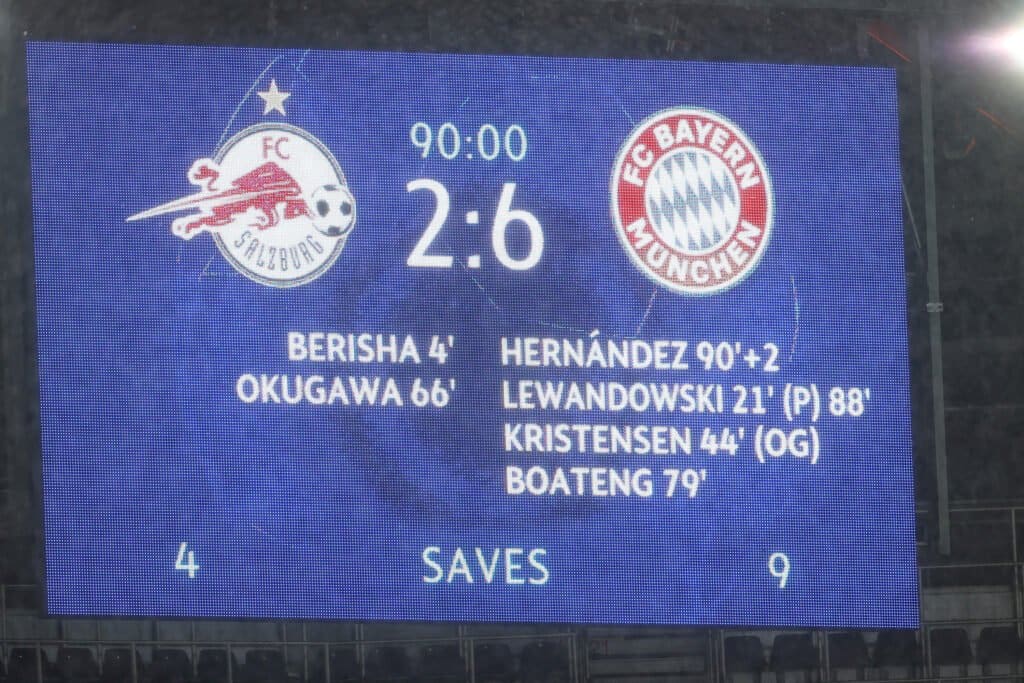 FC
SALZBURG
90:00
2:6
FC BAYERN
MÜNCHEN
BERISHA 4'
OKUGAWA 66'
HERNÁNDEZ 90'+2
LEWANDOWSKI 21' (P) 88'
KRISTENSEN 44' (OG)
BOATENG 79'
4 SAVES 9